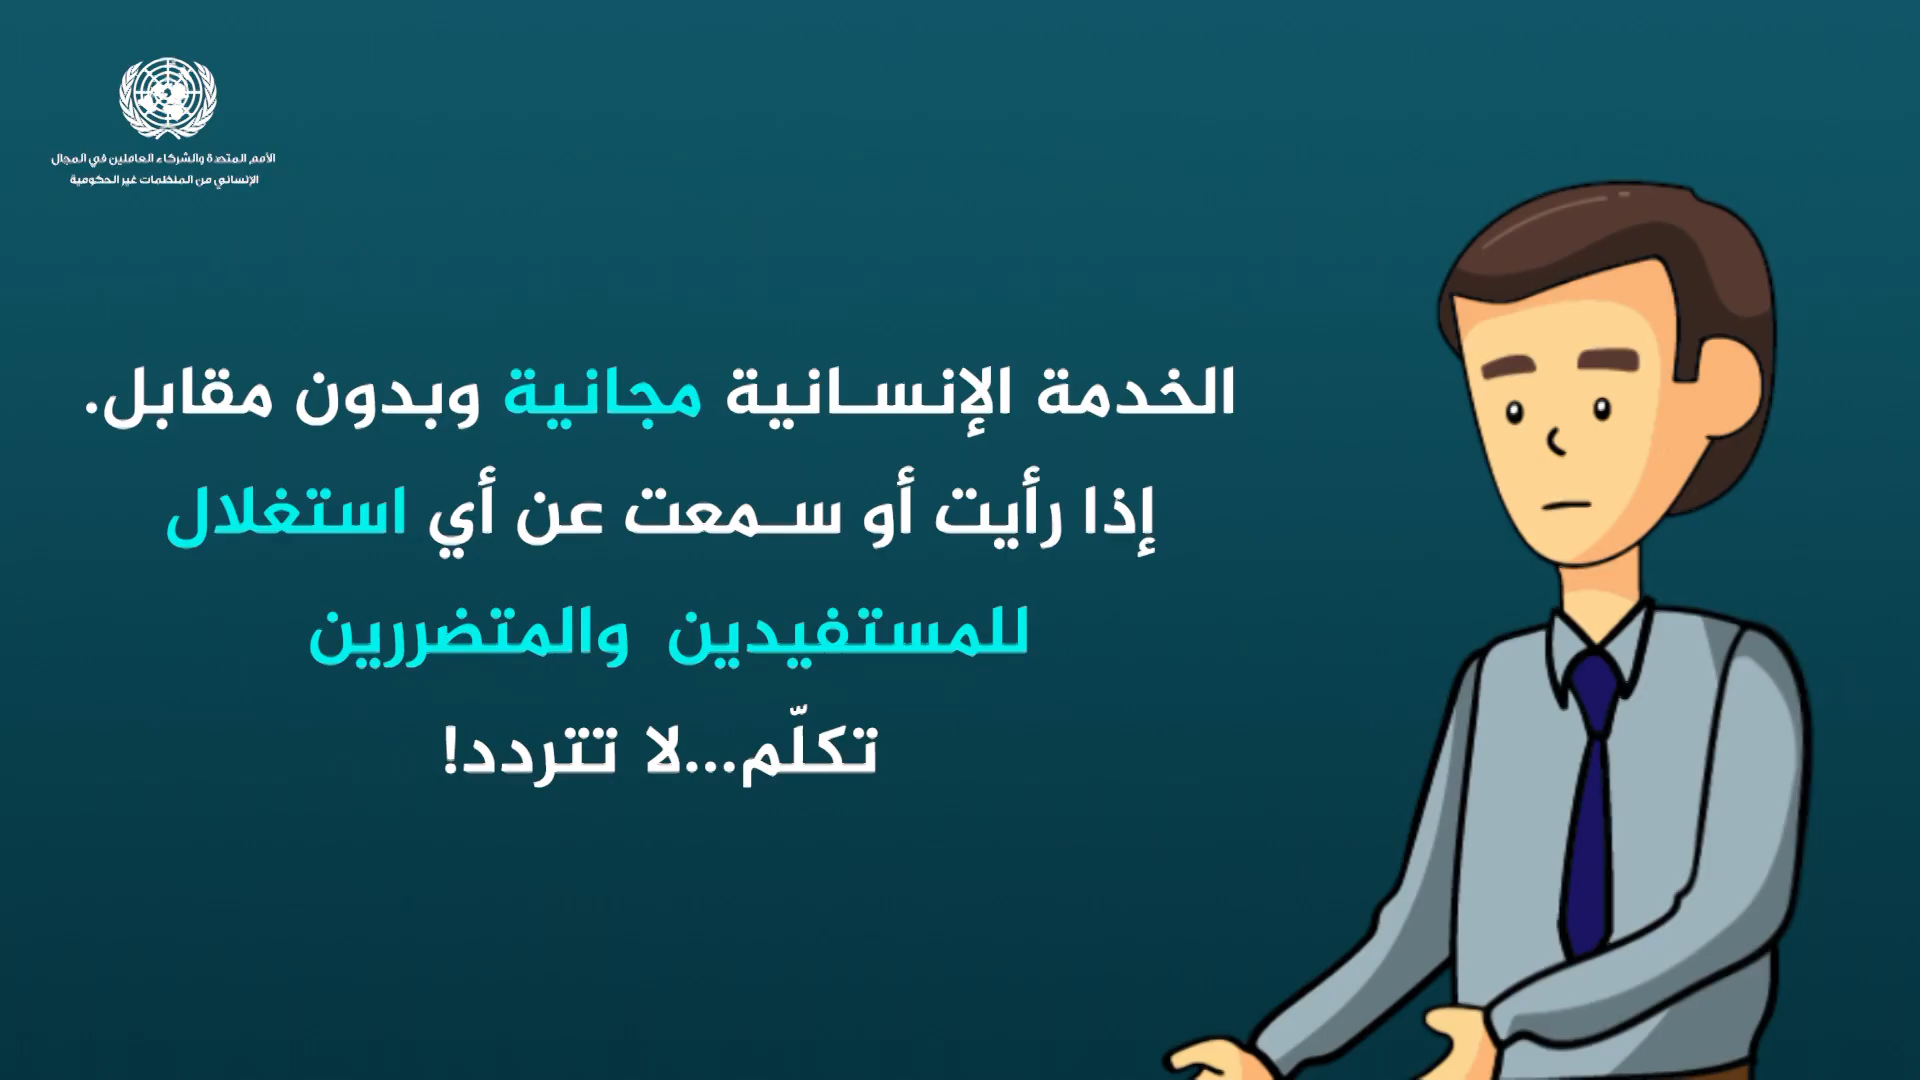 الأمم المتحدة والشركاء العاملين في المجال
الإنساني من المنظمات غير الحكومية
الخدمة الإنسـانية مجانية وبدون مقابل.
إذا رأيت أو سـمعت عن أي استغلال
للمستفيدين والمتضررين
تكلّم...لا تتردد!